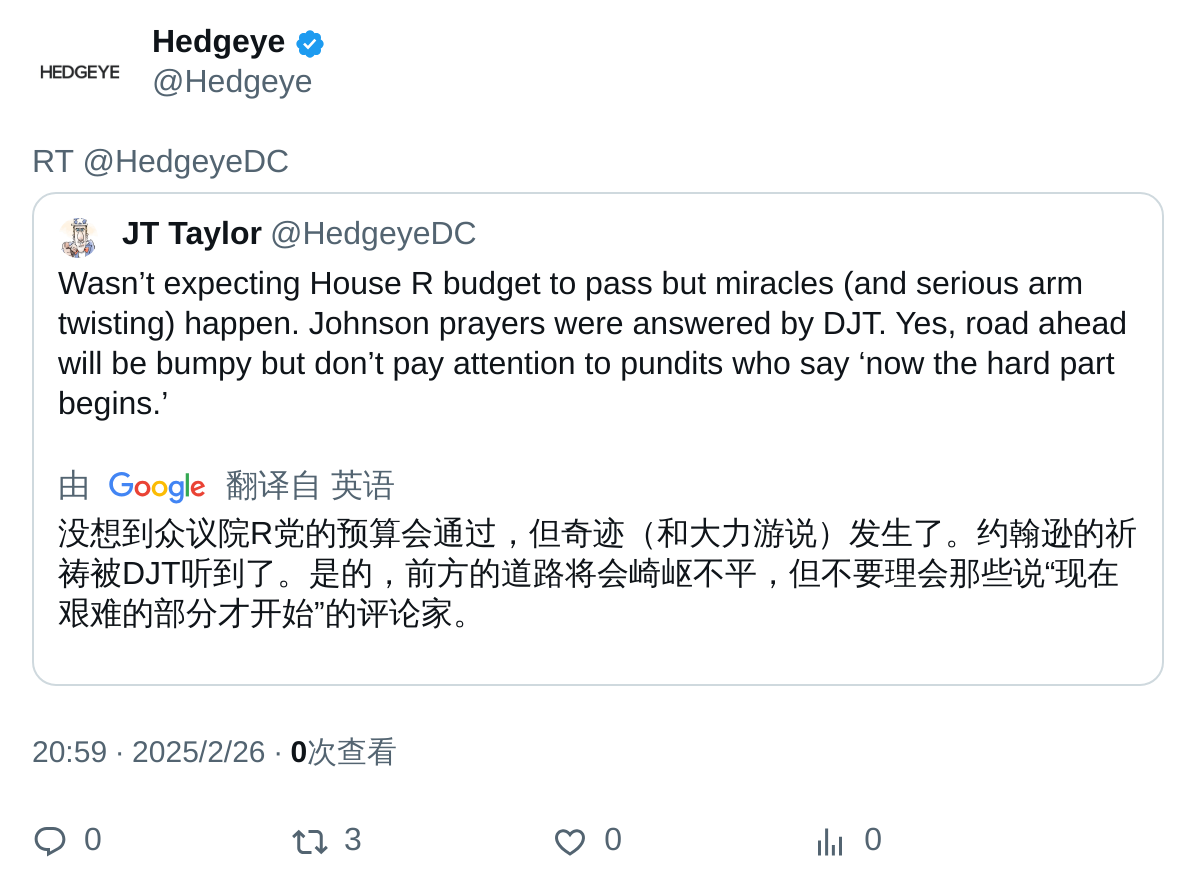 Hedgeye
HEDGEYE
@Hedgeye
RT @HedgeyeDC
JT Taylor @HedgeyeDC
Wasn’t expecting House R budget to pass but miracles (and serious arm
twisting) happen. Johnson prayers were answered by DJT. Yes, road ahead
will be bumpy but don’t pay attention to pundits who say ‘now the hard part
begins.’
由 Google 翻译自 英语
没想到众议院R党的预算会通过，但奇迹（和大力游说）发生了。约翰逊的祈
祷被DJT听到了。是的，前方的道路将会崎岖不平，但不要理会那些说“现在
艰难的部分才开始”的评论家。
20:59 · 2025/2/26 · 0次查看
0 3 0 0